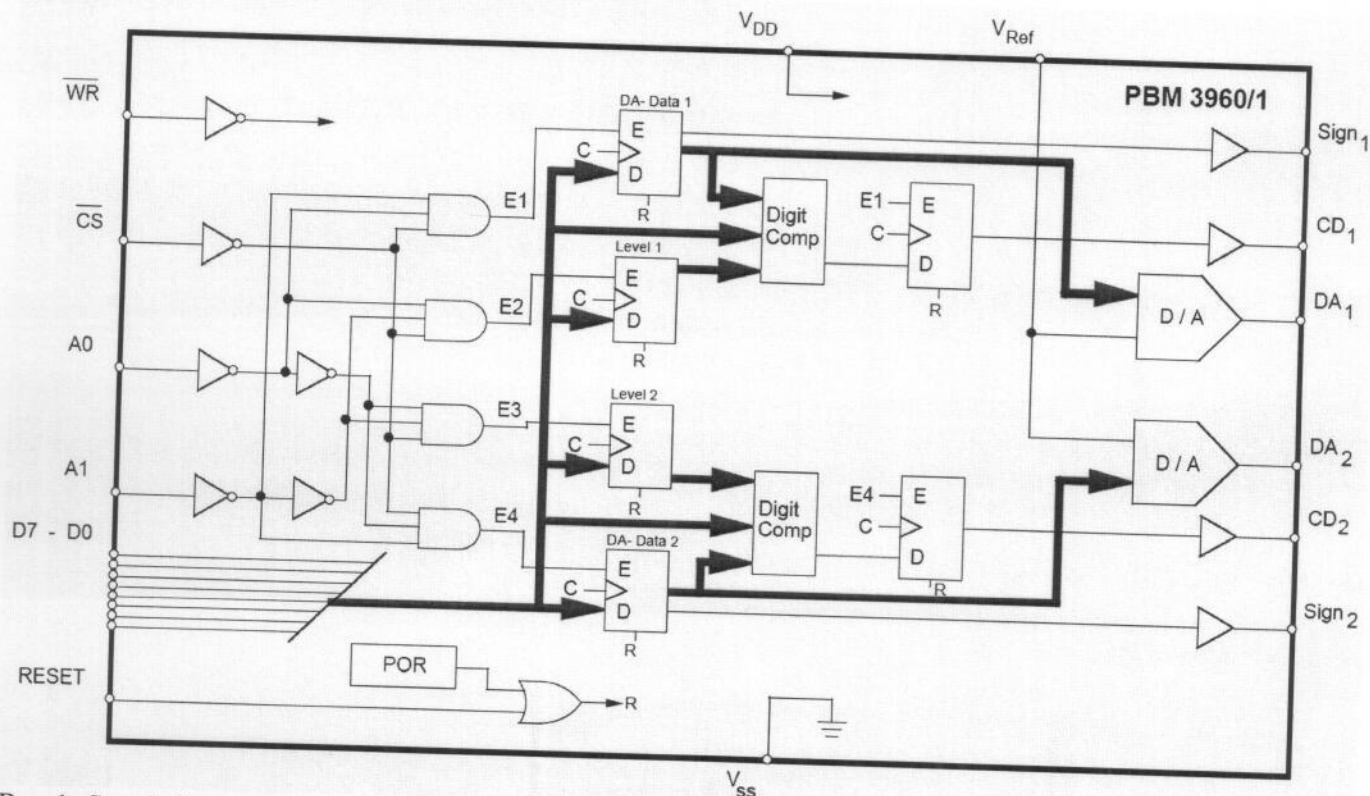 V_DD
V_Ref
PBM 3960/1
WR
CS
A0
A1
D7 - D0
RESET
DA- Data 1
E
C
D
R
E1
Digit
Comp
E1
E
C
D
R
Level 1
E
C
D
R
E2
Level 2
E
C
D
R
E3
Digit
Comp
E4
E
C
D
R
DA- Data 2
E
C
D
R
E4
D / A
D / A
Sign_1
CD_1
DA_1
DA_2
CD_2
Sign_2
POR
R
V_ss